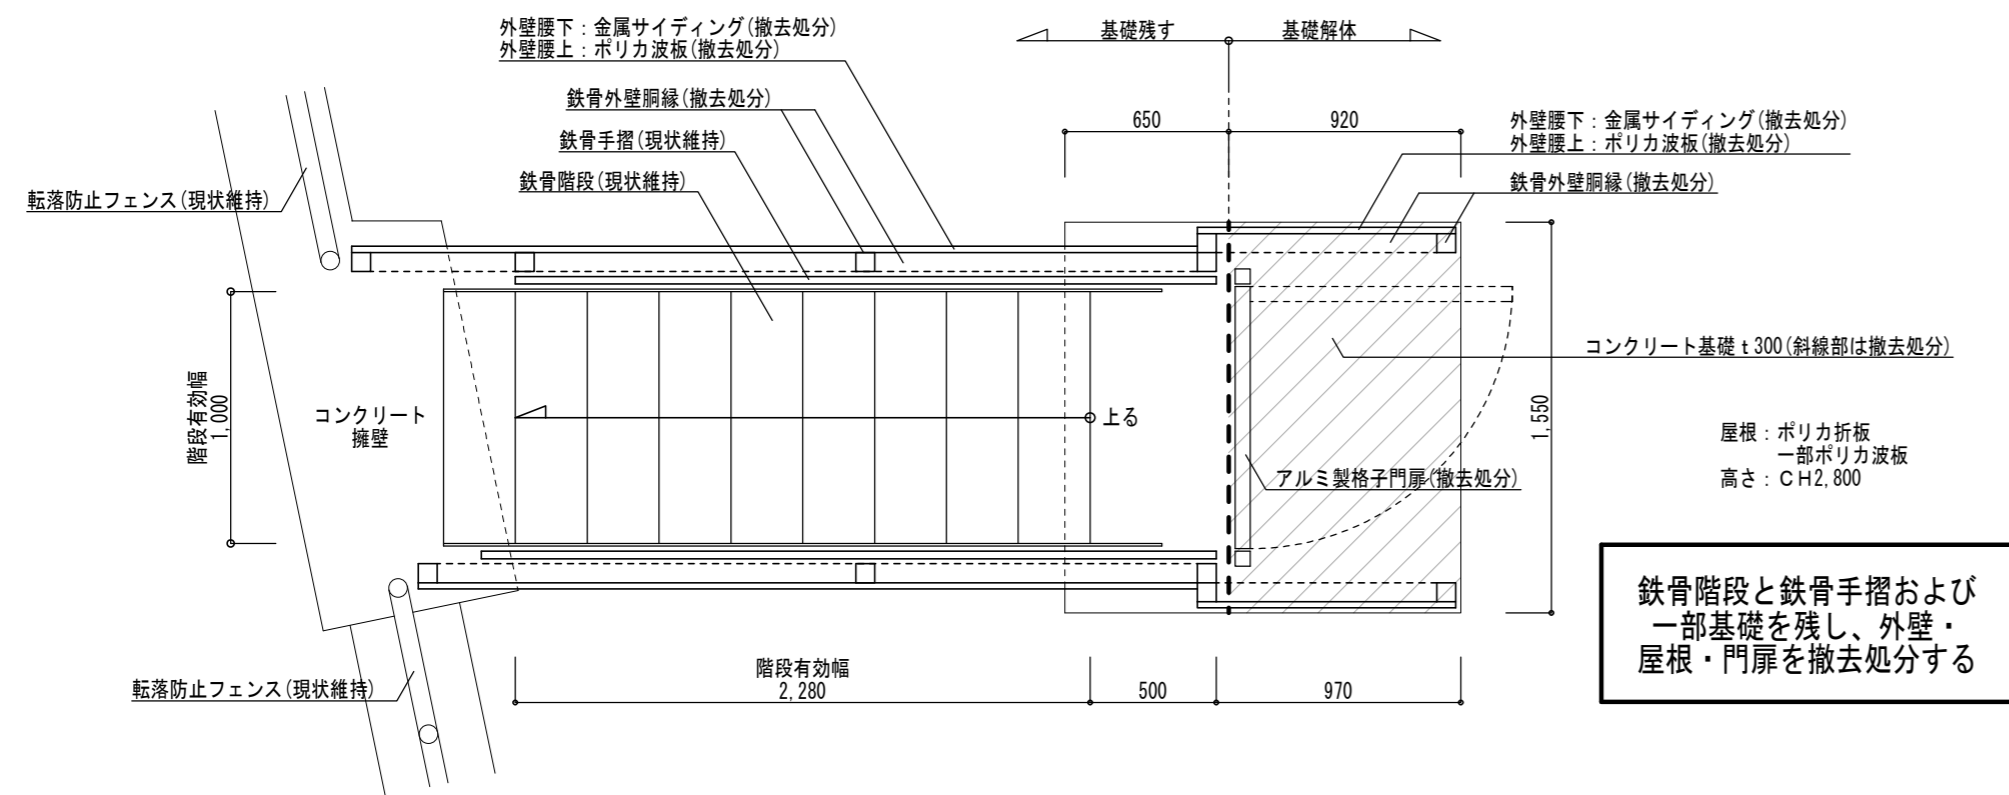 外壁腰下：金属サイディング(撤去処分)
外壁腰上：ポリカ波板(撤去処分)
基礎残す
基礎解体
鉄骨外壁胴縁(撤去処分)
鉄骨手摺(現状維持)
鉄骨階段(現状維持)
転落防止フェンス(現状維持)
650
920
外壁腰下：金属サイディング(撤去処分)
外壁腰上：ポリカ波板(撤去処分)
鉄骨外壁胴縁(撤去処分)
コンクリート基礎ｔ300(斜線部は撤去処分)
階段有効幅
1,000
コンクリート
擁壁
上る
1,550
アルミ製格子門扉(撤去処分)
屋根：ポリカ折板
一部ポリカ波板
高さ：ＣＨ2,800
鉄骨階段と鉄骨手摺および
一部基礎を残し、外壁・
屋根・門扉を撤去処分する
転落防止フェンス(現状維持)
階段有効幅
2,280
500
970